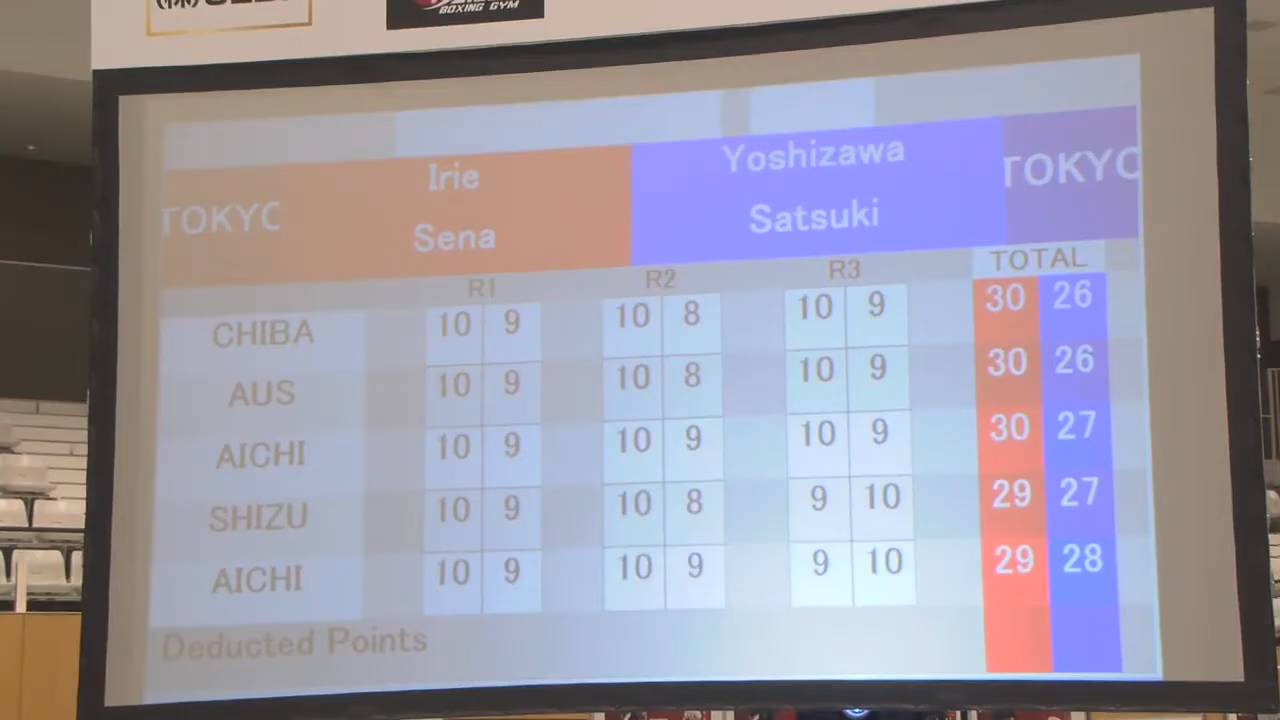 BOXING GYM
Irie
Sena
TOKYO
Yoshizawa
Satsuki
TOKYO
R1 R2 R3 TOTAL
CHIBA 10 9 10 8 10 9 30 26
AUS 10 9 10 8 10 9 30 26
AICHI 10 9 10 9 10 9 30 27
SHIZU 10 9 10 8 9 10 29 27
AICHI 10 9 10 9 9 10 29 28
Deducted Points